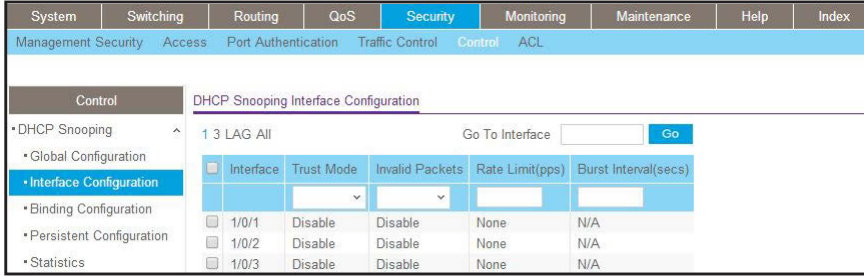 System Switching Routing QoS Security Monitoring Maintenance Help Index
Management Security Access Port Authentication Traffic Control Control ACL
Control
DHCP Snooping
Global Configuration
Interface Configuration
Binding Configuration
Persistent Configuration
Statistics
DHCP Snooping Interface Configuration
1 3 LAG All Go To Interface Go
Interface Trust Mode Invalid Packets Rate Limit(pps) Burst Interval(secs)
1/0/1 Disable Disable None N/A
1/0/2 Disable Disable None N/A
1/0/3 Disable Disable None N/A